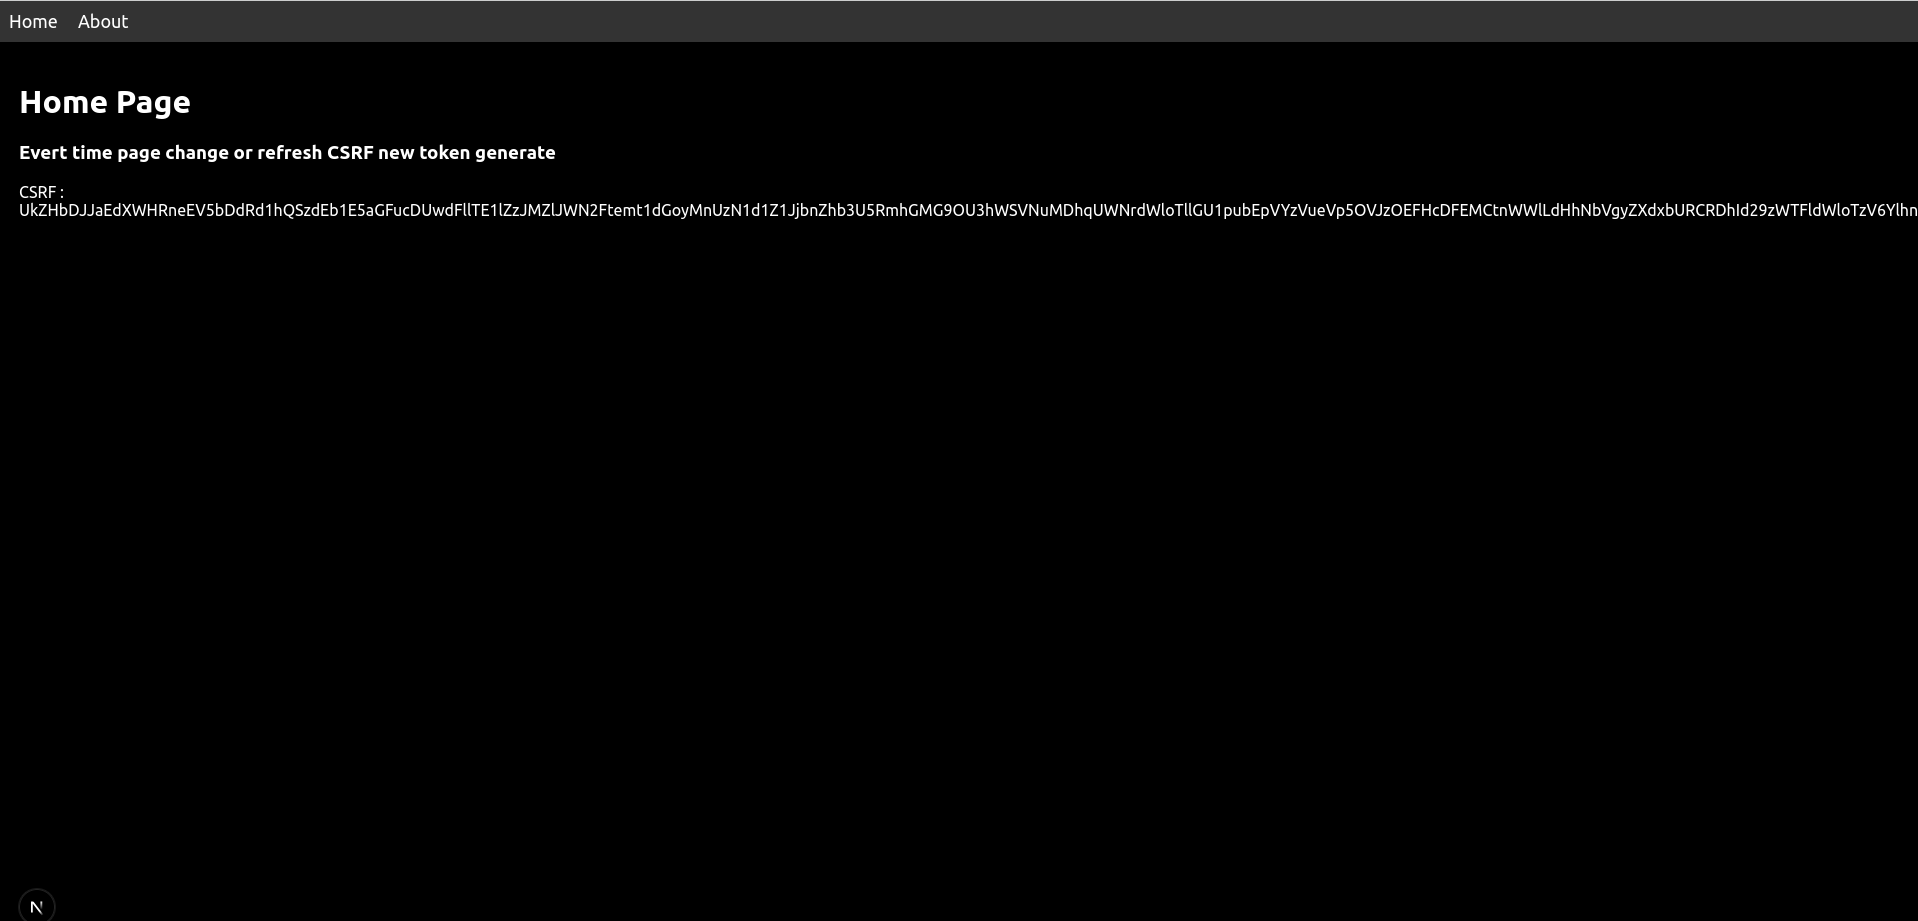 Home About
Home Page
Evert time page change or refresh CSRF new token generate
CSRF :
UkZHbDJJaEdXWHRneEV5bDdRd1hQSzdEb1E5aGFucDUwdFllTE1lZzJMZlJWN2Ftemt1dGoyMnUzN1d1Z1JjbnZhb3U5RmhGMG9OU3hWSVNuMDhqUWNrdWloTllGU1pubEpVYzVueVp5OVJzOEFHcDFEMCtnWWlLdHhNbVgyZXdxbURCRDhId29zWTFldWloTzV6Ylhn
N